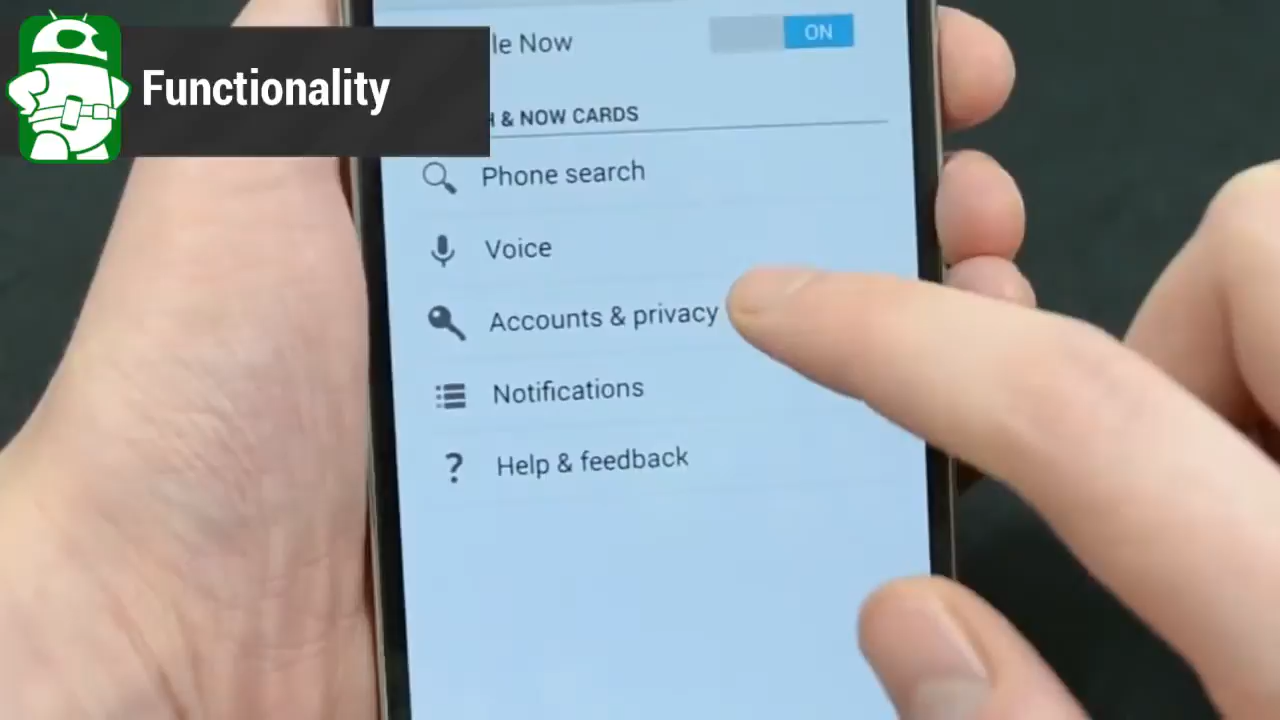 Functionality
le Now
ON
& NOW CARDS
Phone search
Voice
Accounts & privacy
Notifications
? Help & feedback